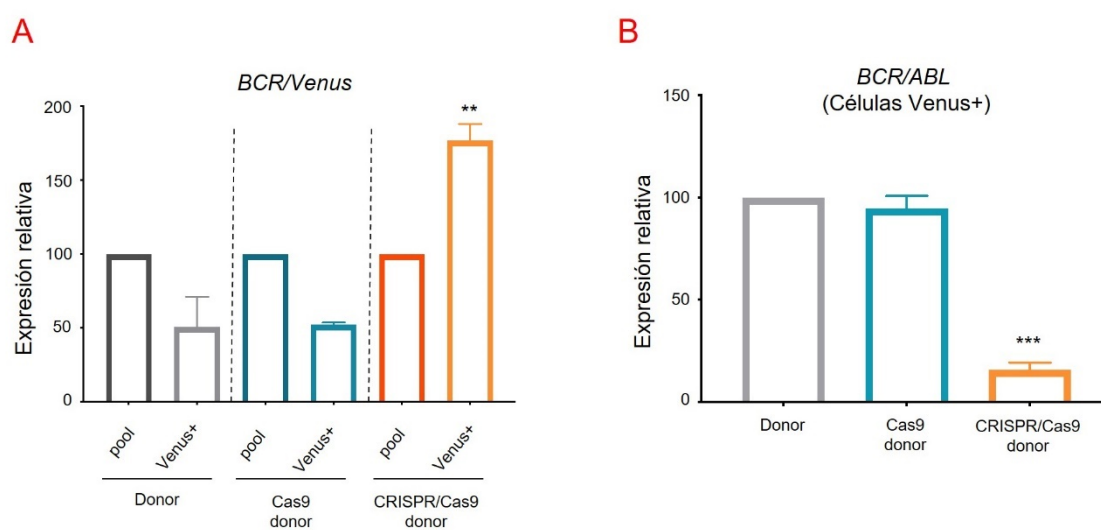 A
BCR/Venus
Expresión relativa
200
150
100
50
0
**
pool
Venus+
pool
Venus+
pool
Venus+
Donor
Cas9
donor
CRISPR/Cas9
donor
B
BCR/ABL
(Células Venus+)
Expresión relativa
150
100
50
0
***
Donor
Cas9
donor
CRISPR/Cas9
donor